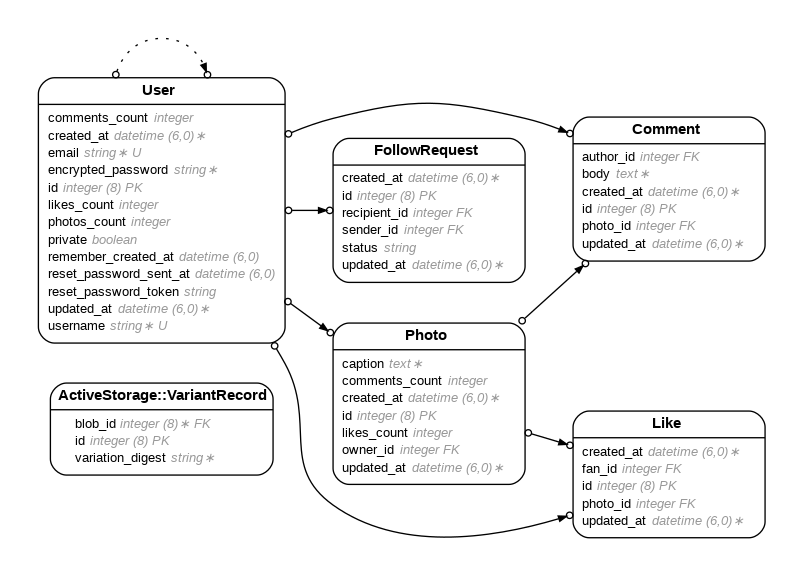 User
comments_count integer
created_at datetime (6,0)∗
email string∗ U
encrypted_password string∗
id integer (8) PK
likes_count integer
photos_count integer
private boolean
remember_created_at datetime (6,0)
reset_password_sent_at datetime (6,0)
reset_password_token string
updated_at datetime (6,0)∗
username string∗ U
FollowRequest
created_at datetime (6,0)∗
id integer (8) PK
recipient_id integer FK
sender_id integer FK
status string
updated_at datetime (6,0)∗
Comment
author_id integer FK
body text∗
created_at datetime (6,0)∗
id integer (8) PK
photo_id integer FK
updated_at datetime (6,0)∗
Photo
caption text∗
comments_count integer
created_at datetime (6,0)∗
id integer (8) PK
likes_count integer
owner_id integer FK
updated_at datetime (6,0)∗
ActiveStorage::VariantRecord
blob_id integer (8)∗ FK
id integer (8) PK
variation_digest string∗
Like
created_at datetime (6,0)∗
fan_id integer FK
id integer (8) PK
photo_id integer FK
updated_at datetime (6,0)∗